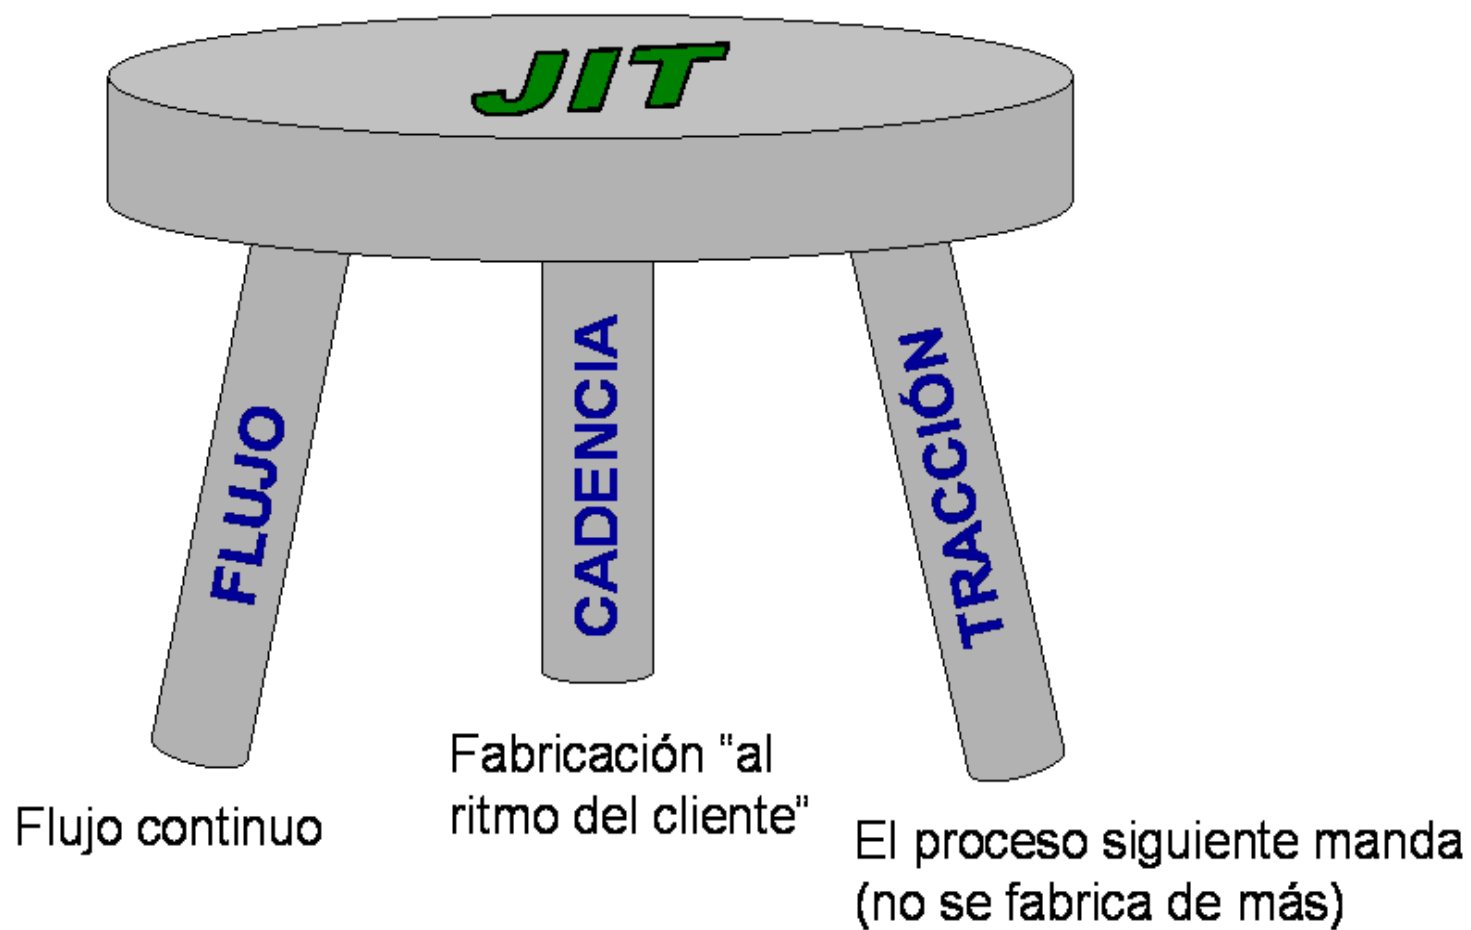 JIT
FLUJO
CADENCIA
TRACCIÓN
Flujo continuo
Fabricación "al
ritmo del cliente"
El proceso siguiente manda
(no se fabrica de más)